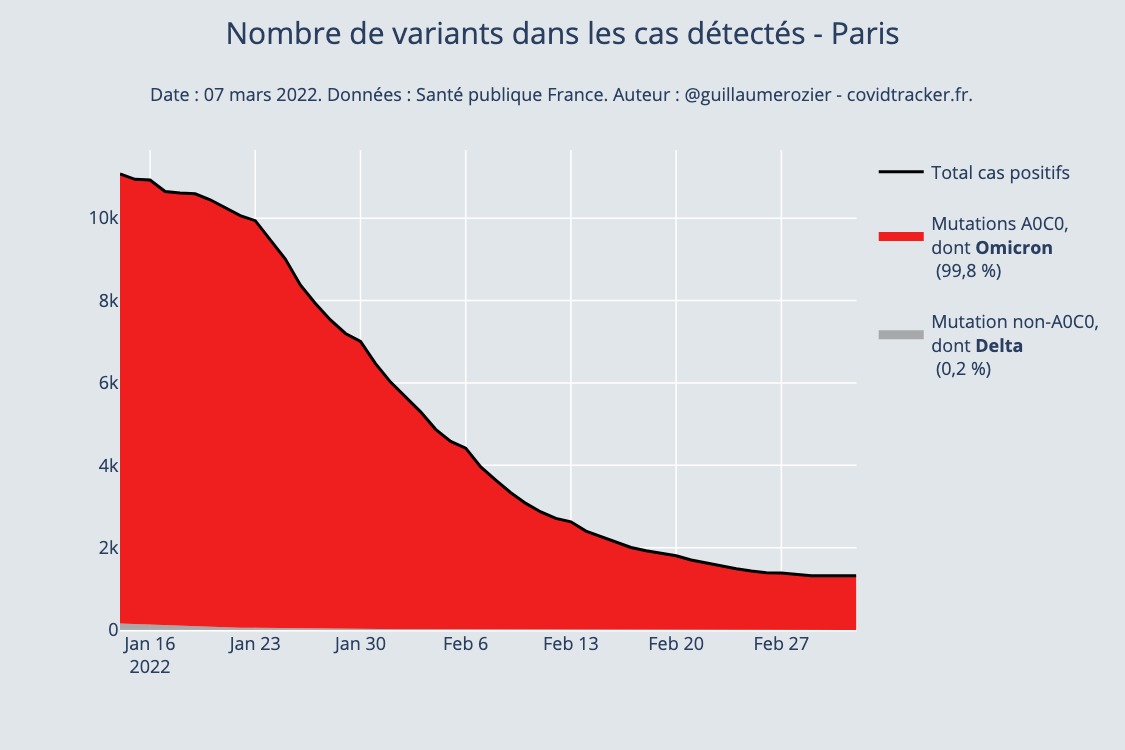 Nombre de variants dans les cas détectés - Paris
Date : 07 mars 2022. Données : Santé publique France. Auteur : @guillaumerozier - covidtracker.fr.
Total cas positifs
Mutations A0C0,
dont Omicron
(99,8 %)
Mutation non-A0C0,
dont Delta
(0,2 %)
10k
8k
6k
4k
2k
0
Jan 16 Jan 23 Jan 30 Feb 6 Feb 13 Feb 20 Feb 27
2022